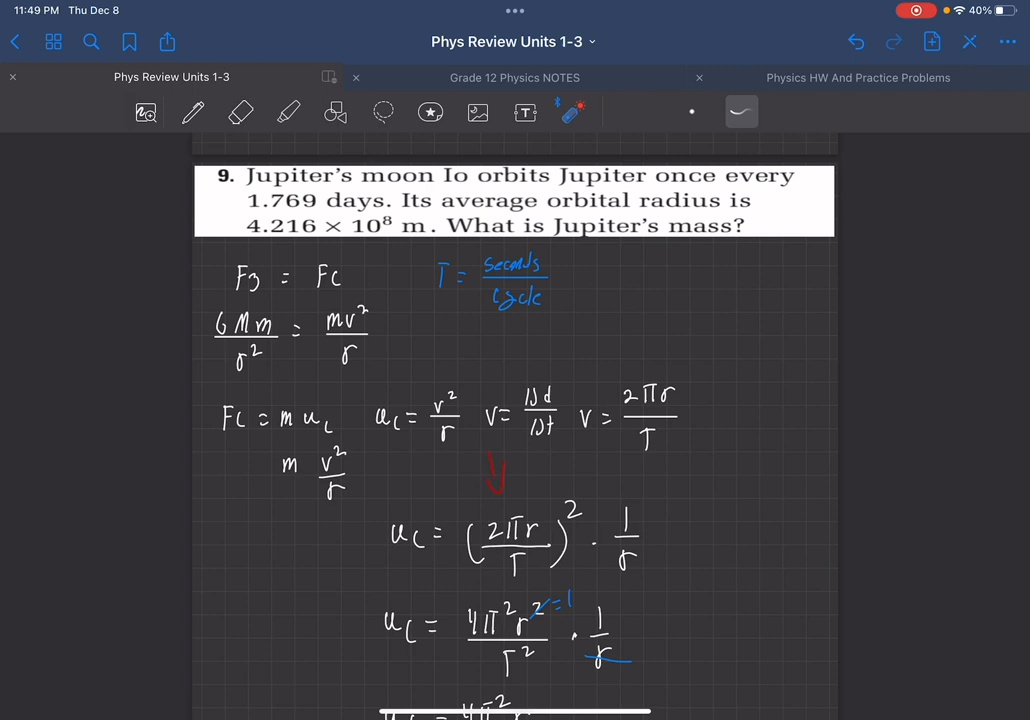 11:49 PM Thu Dec 8
40%
Phys Review Units 1-3
Phys Review Units 1-3
Grade 12 Physics NOTES
Physics HW And Practice Problems
9. Jupiter's moon Io orbits Jupiter once every
1.769 days. Its average orbital radius is
4.216 × 10⁸ m. What is Jupiter's mass?
Fg = Fc T = seconds / cycle
GMm / r² = mv² / r
Fc = m ac ac = v² / r v = Δd / Δt v = 2πr / T
m v² / r
ac = (2πr / T)² · 1 / r
ac = 4π²r² / T² · 1 / r =1
ac = 4π²r